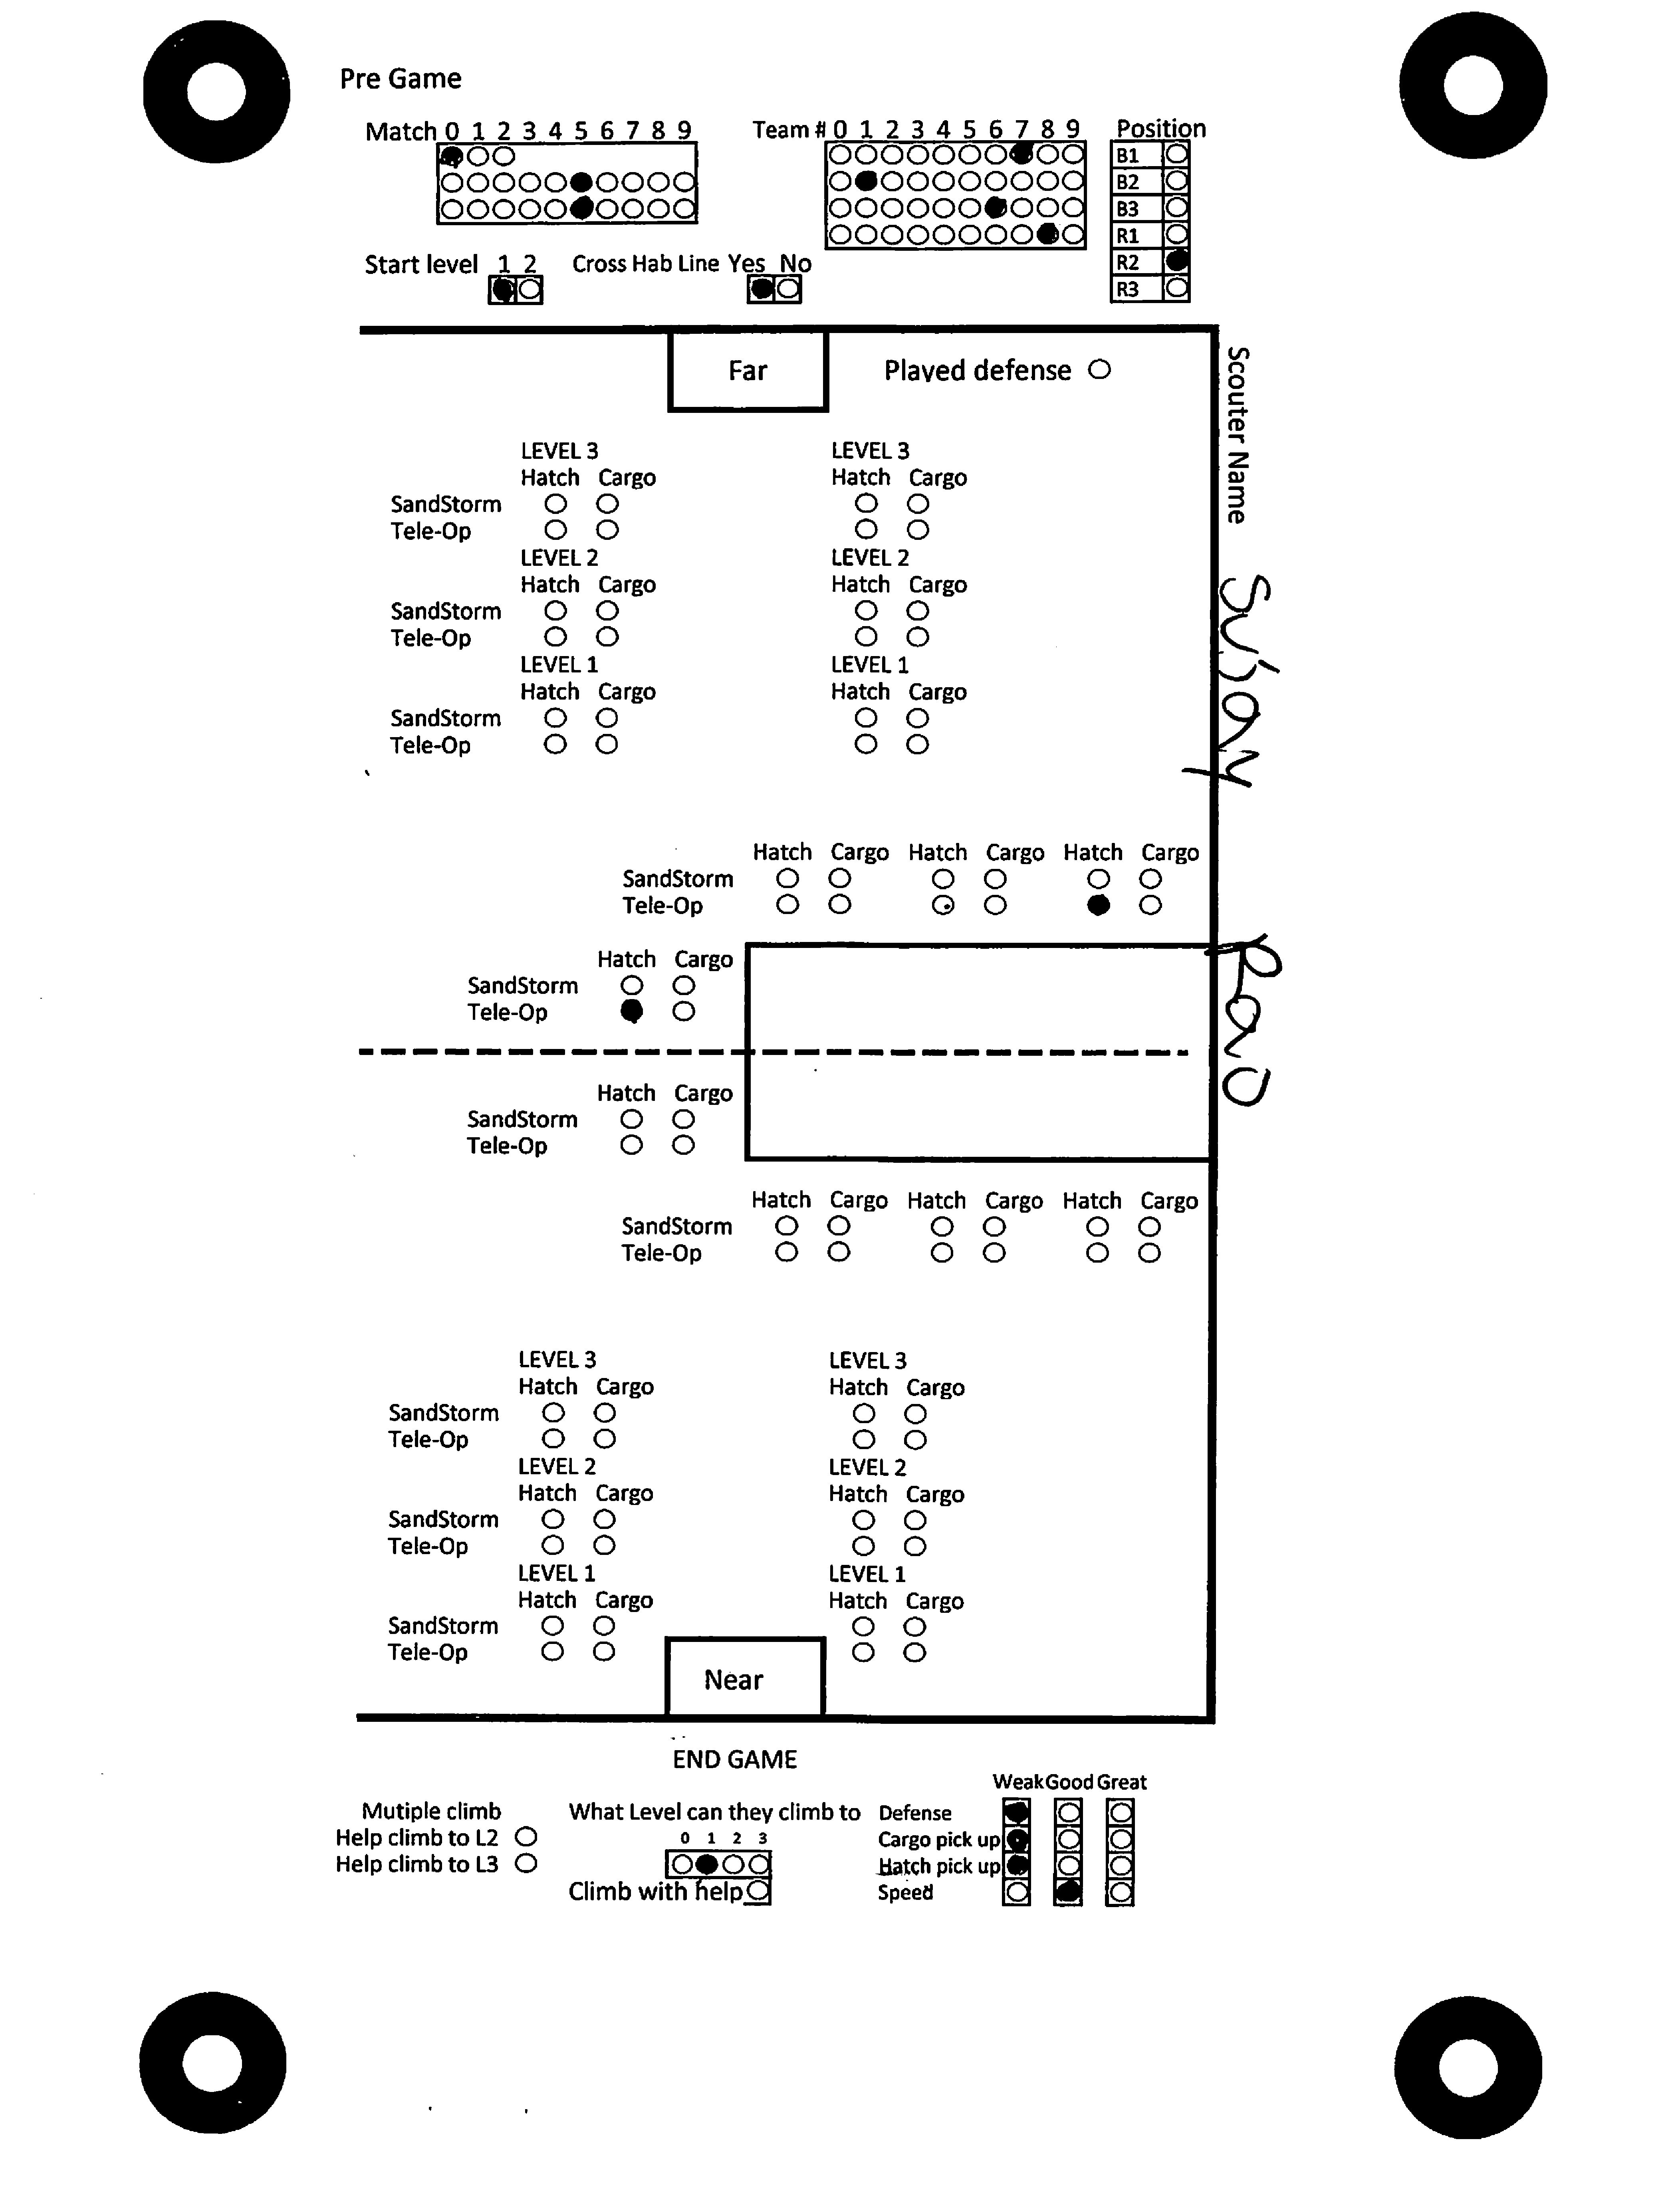 Pre Game
Match 0 1 2 3 4 5 6 7 8 9
Team # 0 1 2 3 4 5 6 7 8 9
Position
B1
B2
B3
R1
R2
R3
Start level 1 2
Cross Hab Line Yes No
Far
Played defense
Scouter Name
LEVEL 3 LEVEL 3
Hatch Cargo Hatch Cargo
SandStorm
Tele-Op
LEVEL 2 LEVEL 2
Hatch Cargo Hatch Cargo
SandStorm
Tele-Op
LEVEL 1 LEVEL 1
Hatch Cargo Hatch Cargo
SandStorm
Tele-Op
Hatch Cargo Hatch Cargo Hatch Cargo
SandStorm
Tele-Op
Hatch Cargo
SandStorm
Tele-Op
Rao
Hatch Cargo
SandStorm
Tele-Op
Hatch Cargo Hatch Cargo Hatch Cargo
SandStorm
Tele-Op
LEVEL 3 LEVEL 3
Hatch Cargo Hatch Cargo
SandStorm
Tele-Op
LEVEL 2 LEVEL 2
Hatch Cargo Hatch Cargo
SandStorm
Tele-Op
LEVEL 1 LEVEL 1
Hatch Cargo Hatch Cargo
SandStorm
Tele-Op
Near
END GAME
Weak Good Great
Mutiple climb
Help climb to L2
Help climb to L3
What Level can they climb to
0 1 2 3
Climb with help
Defense
Cargo pick up
Hatch pick up
Speed